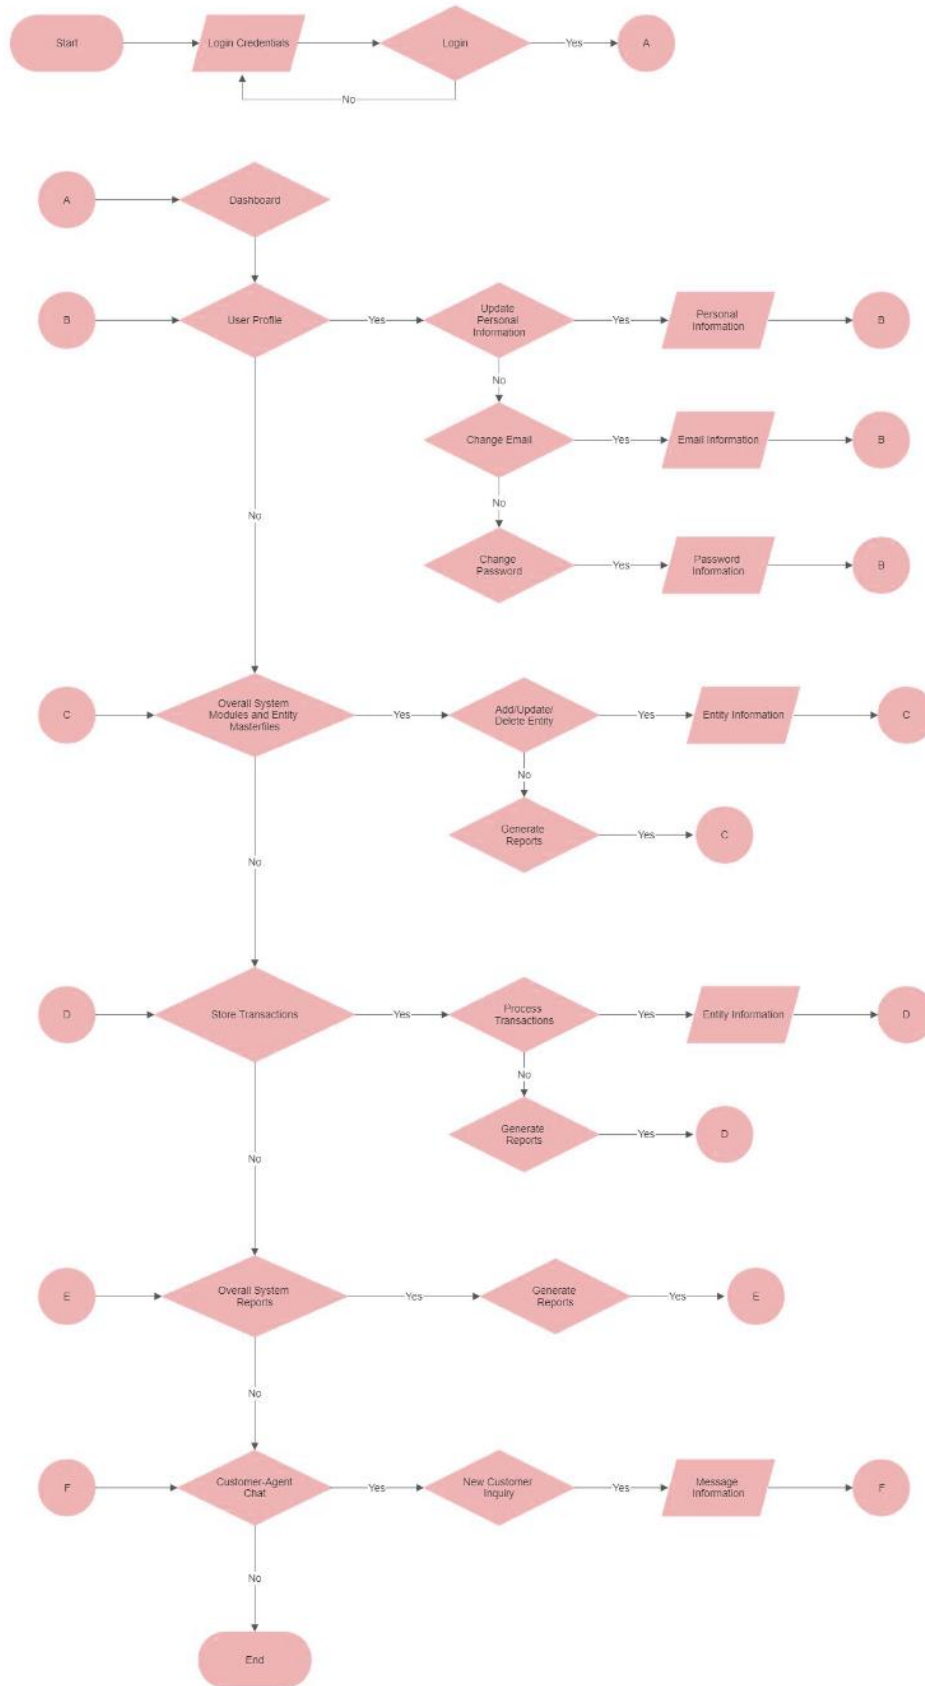 Start
Login Credentials
Login
Yes
A
No
A
Dashboard
B
User Profile
Yes
Update
Personal
Information
Yes
Personal
Information
B
No
Change Email
Yes
Email Information
B
No
No
Change
Password
Yes
Password
Information
B
C
Overall System
Modules and Entity
Masterfiles
Yes
Add/Update/
Delete Entity
Yes
Entity Information
C
No
Generate
Reports
Yes
C
No
D
Store Transactions
Yes
Process
Transactions
Yes
Entity Information
D
No
Generate
Reports
Yes
D
No
E
Overall System
Reports
Yes
Generate
Reports
Yes
E
No
F
Customer-Agent
Chat
Yes
New Customer
Inquiry
Yes
Message
Information
F
No
End